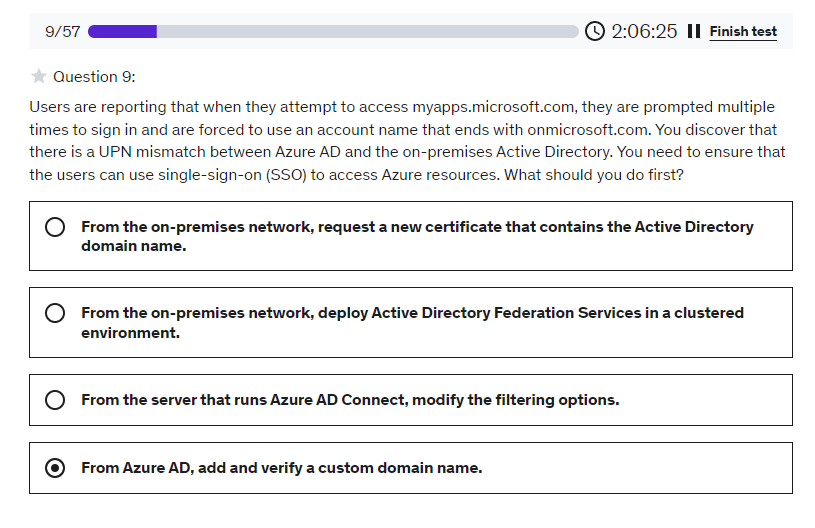 9/57 2:06:25 Finish test
Question 9:
Users are reporting that when they attempt to access myapps.microsoft.com, they are prompted multiple
times to sign in and are forced to use an account name that ends with onmicrosoft.com. You discover that
there is a UPN mismatch between Azure AD and the on-premises Active Directory. You need to ensure that
the users can use single-sign-on (SSO) to access Azure resources. What should you do first?
From the on-premises network, request a new certificate that contains the Active Directory
domain name.
From the on-premises network, deploy Active Directory Federation Services in a clustered
environment.
From the server that runs Azure AD Connect, modify the filtering options.
From Azure AD, add and verify a custom domain name.